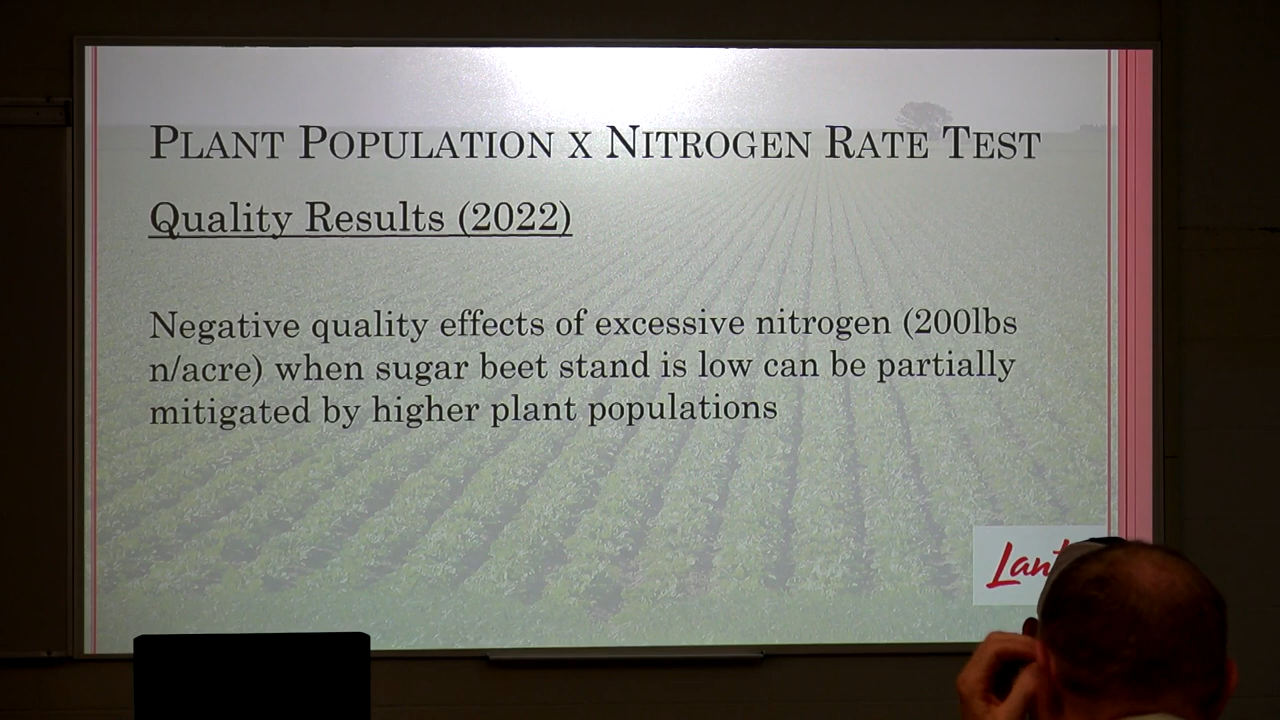 PLANT POPULATION X NITROGEN RATE TEST
Quality Results (2022)
Negative quality effects of excessive nitrogen (200lbs
n/acre) when sugar beet stand is low can be partially
mitigated by higher plant populations